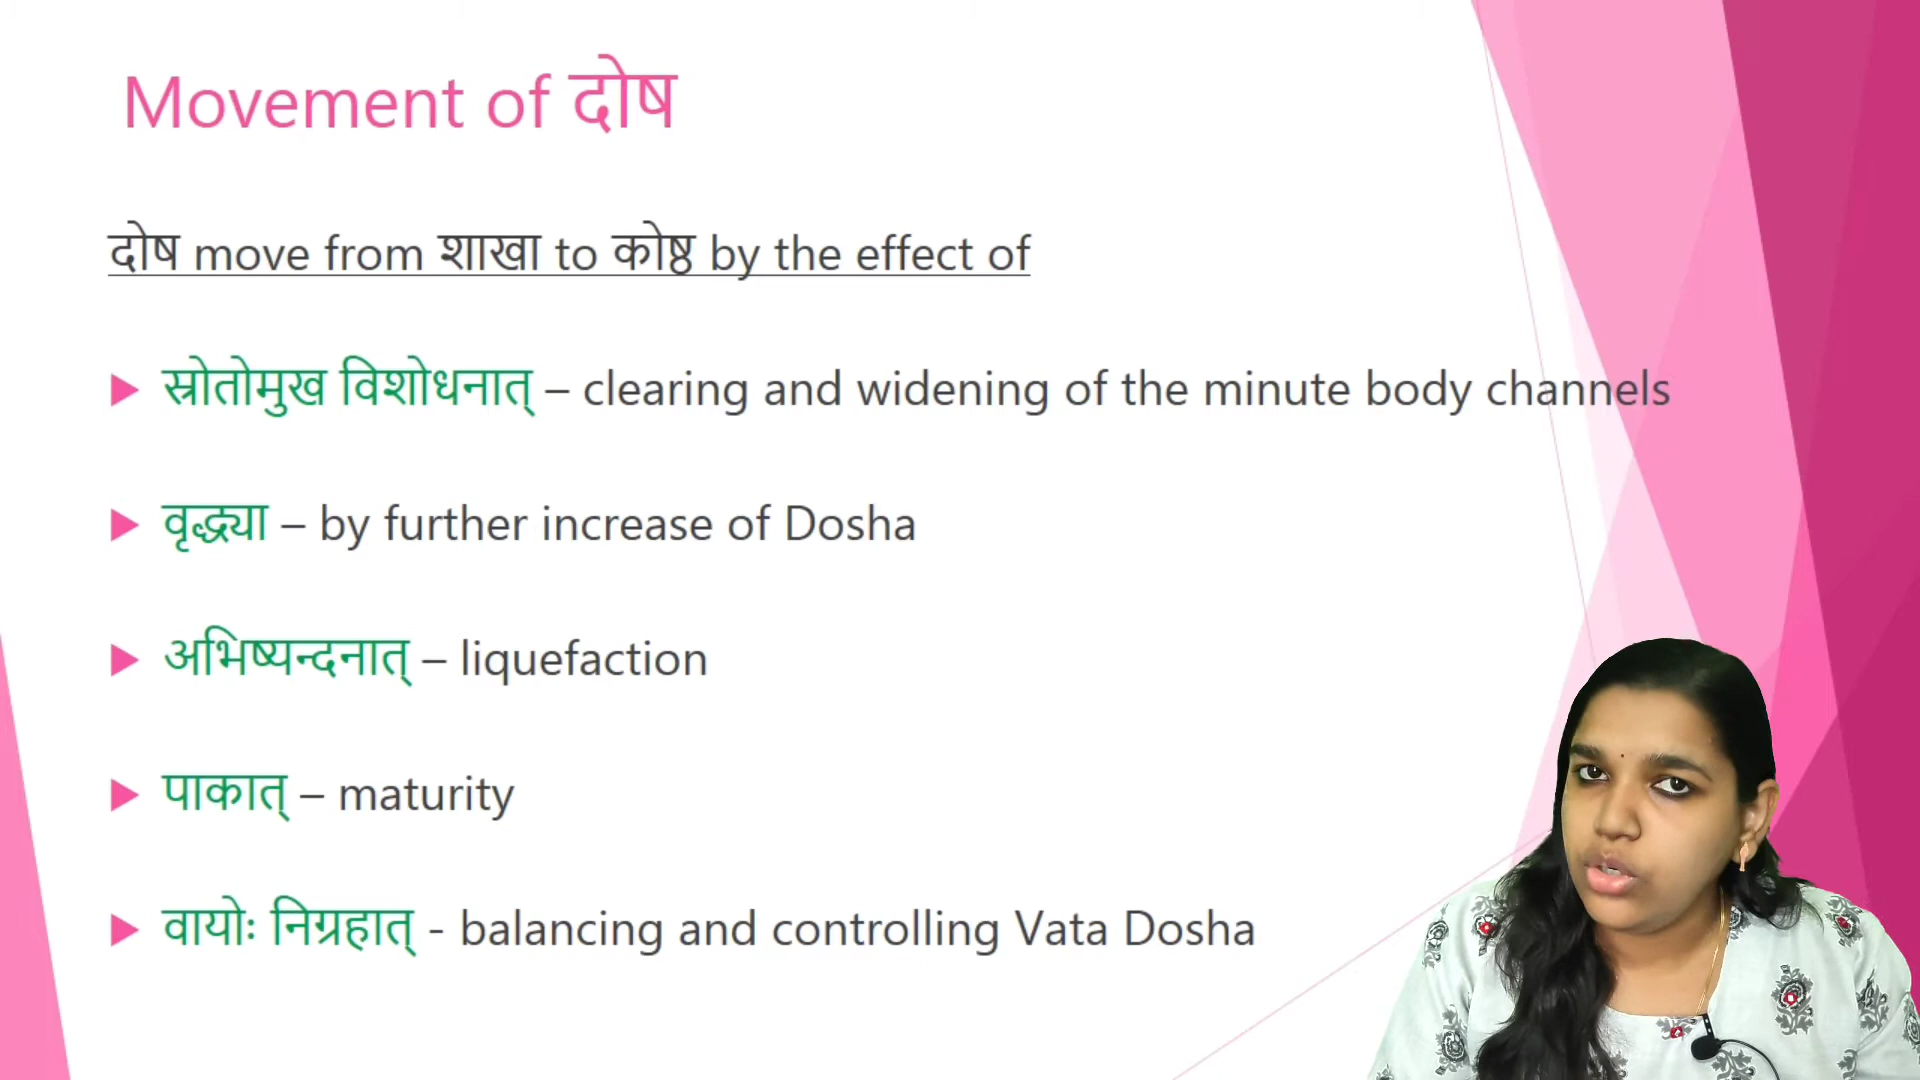 Movement of दोष
दोष move from शाखा to कोष्ठ by the effect of
स्रोतोमुख विशोधनात् – clearing and widening of the minute body channels
वृद्ध्या – by further increase of Dosha
अभिष्यन्दनात् – liquefaction
पाकात् – maturity
वायोः निग्रहात् - balancing and controlling Vata Dosha